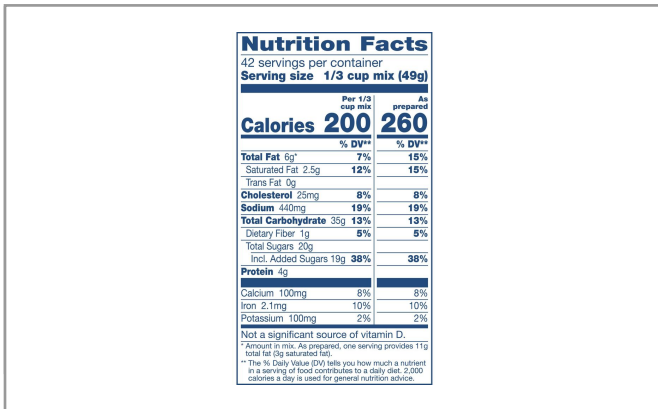 Nutrition Facts
42 servings per container
Serving size 1/3 cup mix (49g)
Per 1/3 cup mix As prepared
Calories 200 260
% DV** % DV**
Total Fat 6g* 7% 15%
Saturated Fat 2.5g 12% 15%
Trans Fat 0g
Cholesterol 25mg 8% 8%
Sodium 440mg 19% 19%
Total Carbohydrate 35g 13% 13%
Dietary Fiber 1g 5% 5%
Total Sugars 20g
Incl. Added Sugars 19g 38% 38%
Protein 4g
Calcium 100mg 8% 8%
Iron 2.1mg 10% 10%
Potassium 100mg 2% 2%
Not a significant source of vitamin D.
* Amount in mix. As prepared, one serving provides 11g
total fat (3g saturated fat).
** The % Daily Value (DV) tells you how much a nutrient
in a serving of food contributes to a daily diet. 2,000
calories a day is used for general nutrition advice.